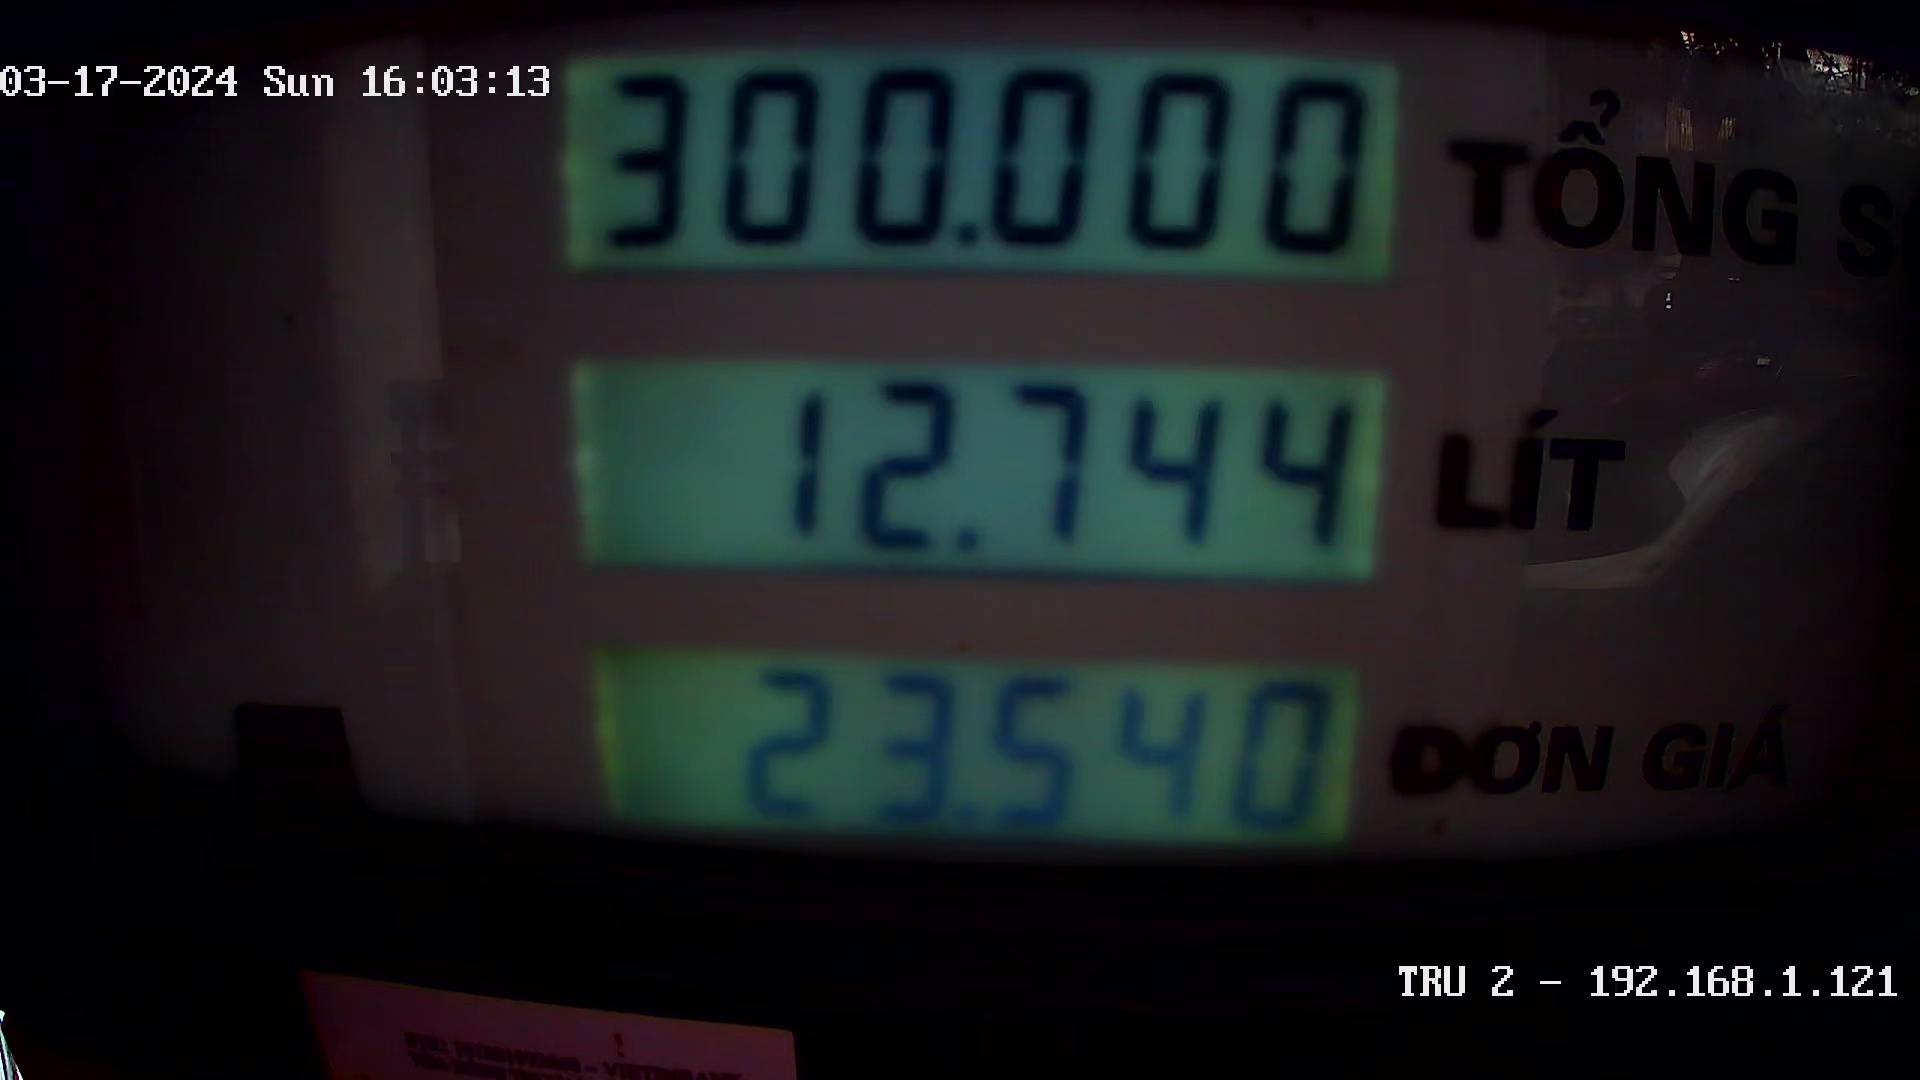 03-17-2024 Sun 16:03:13
300.000 TỔNG S
12.744 LÍT
23.540 ĐƠN GIÁ
TRU 2 - 192.168.1.121
- VIETINBANK